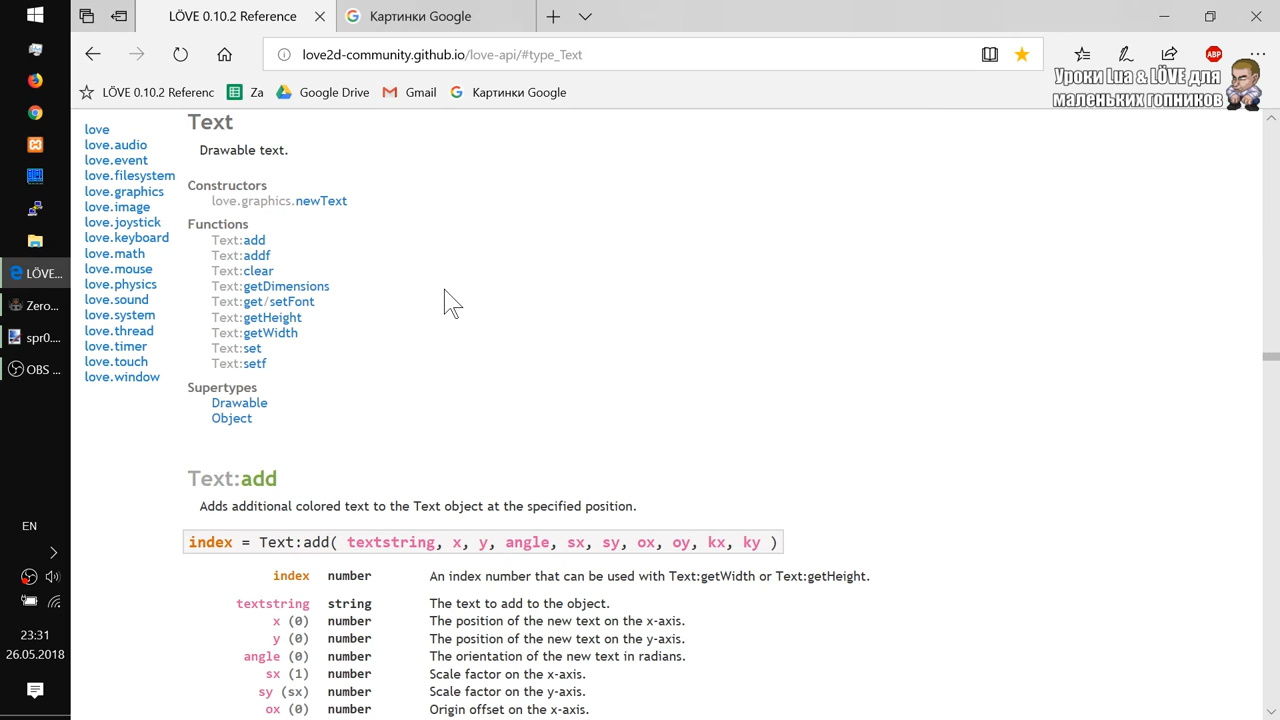 LÖVE 0.10.2 Reference
Картинки Google
love2d-community.github.io/love-api/#type_Text
ABP
LÖVE 0.10.2 Referenc
Za
Google Drive
Gmail
Картинки Google
Уроки Lua & LÖVE для
маленьких гопников
LÖVE...
Zero...
spr0....
OBS ...
EN
23:31
26.05.2018
love
love.audio
love.event
love.filesystem
love.graphics
love.image
love.joystick
love.keyboard
love.math
love.mouse
love.physics
love.sound
love.system
love.thread
love.timer
love.touch
love.window
Text
Drawable text.
Constructors
love.graphics.newText
Functions
Text:add
Text:addf
Text:clear
Text:getDimensions
Text:get/setFont
Text:getHeight
Text:getWidth
Text:set
Text:setf
Supertypes
Drawable
Object
Text:add
Adds additional colored text to the Text object at the specified position.
index = Text:add( textstring, x, y, angle, sx, sy, ox, oy, kx, ky )
index number An index number that can be used with Text:getWidth or Text:getHeight.
textstring string The text to add to the object.
x (0) number The position of the new text on the x-axis.
y (0) number The position of the new text on the y-axis.
angle (0) number The orientation of the new text in radians.
sx (1) number Scale factor on the x-axis.
sy (sx) number Scale factor on the y-axis.
ox (0) number Origin offset on the x-axis.